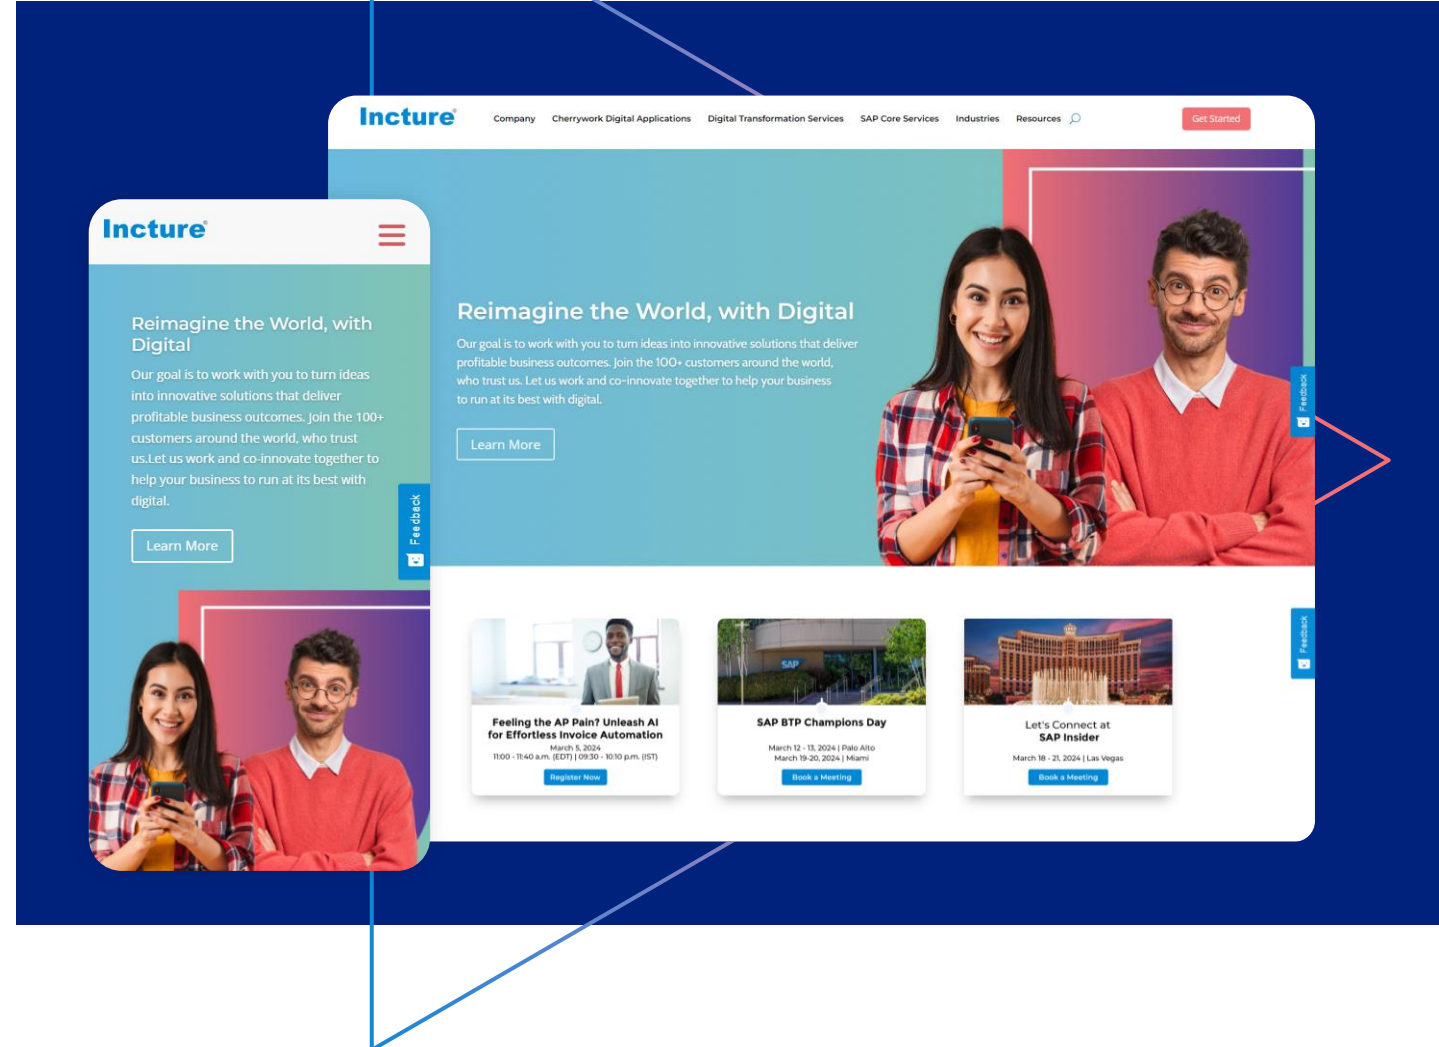 Incture®
Company Cherrywork Digital Applications Digital Transformation Services SAP Core Services Industries Resources
Get Started
Reimagine the World, with Digital
Our goal is to work with you to turn ideas into innovative solutions that deliver
profitable business outcomes. Join the 100+ customers around the world,
who trust us. Let us work and co-innovate together to help your business
to run at its best with digital.
Learn More
Feedback
Feedback
SAP
Feeling the AP Pain? Unleash AI
for Effortless Invoice Automation
March 5, 2024
11:00 - 11:40 a.m. (EDT) | 09:30 - 10:10 p.m. (IST)
Register Now
SAP BTP Champions Day
March 12 - 13, 2024 | Palo Alto
March 19-20, 2024 | Miami
Book a Meeting
Let's Connect at
SAP Insider
March 18 - 21, 2024 | Las Vegas
Book a Meeting
Incture®
Reimagine the World, with
Digital
Our goal is to work with you to turn ideas
into innovative solutions that deliver
profitable business outcomes. Join the 100+
customers around the world, who trust
us.Let us work and co-innovate together to
help your business to run at its best with
digital.
Learn More
Feedback